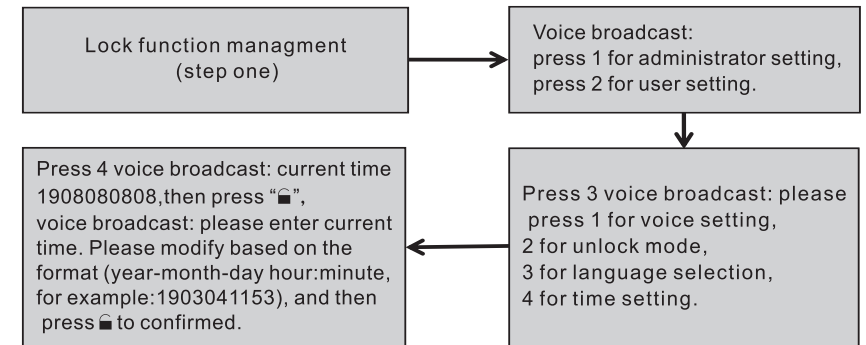 Lock function managment
(step one)
Voice broadcast:
press 1 for administrator setting,
press 2 for user setting.
Press 3 voice broadcast: please
press 1 for voice setting,
2 for unlock mode,
3 for language selection,
4 for time setting.
Press 4 voice broadcast: current time
1908080808,then press “🔓”,
voice broadcast: please enter current
time. Please modify based on the
format (year-month-day hour:minute,
for example:1903041153), and then
press 🔓 to confirmed.